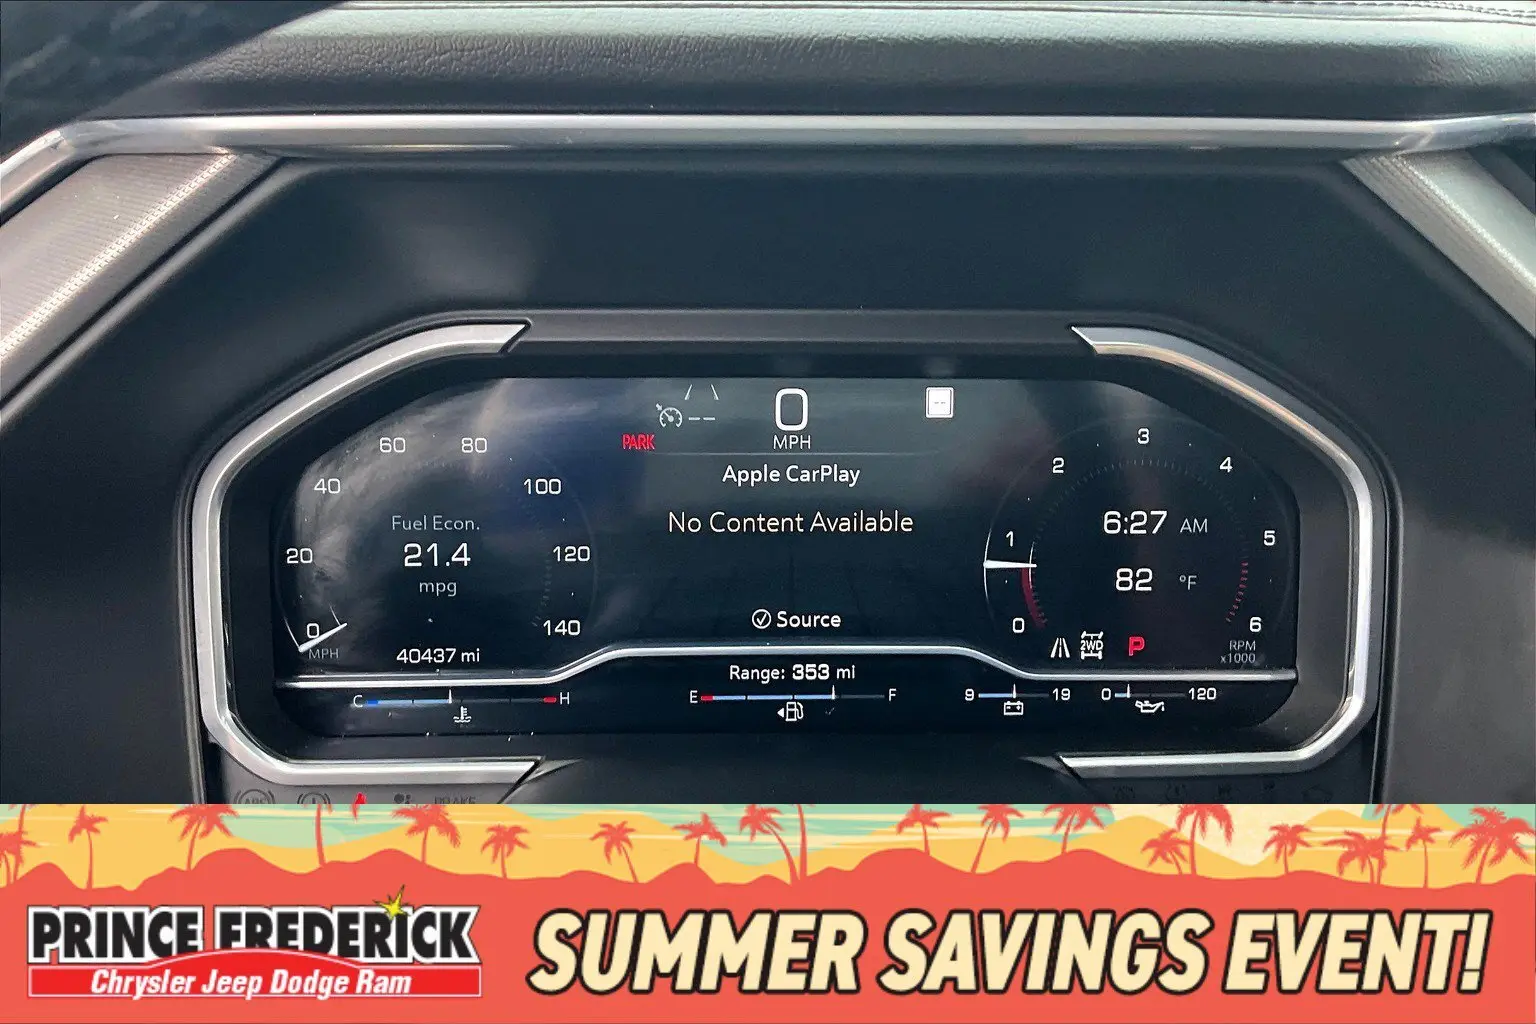 0
MPH
PARK
Apple CarPlay
No Content Available
Source
60 80
40 100
20 120
0 140
MPH
Fuel Econ.
21.4
mpg
40437 mi
3
2 4
1 5
0 6
6:27 AM
82 °F
2WD
P
RPM
x1000
Range: 353 mi
C H
E F
9 19
0 120
ABS
BRAKE
PRINCE FREDERICK
Chrysler Jeep Dodge Ram
SUMMER SAVINGS EVENT!